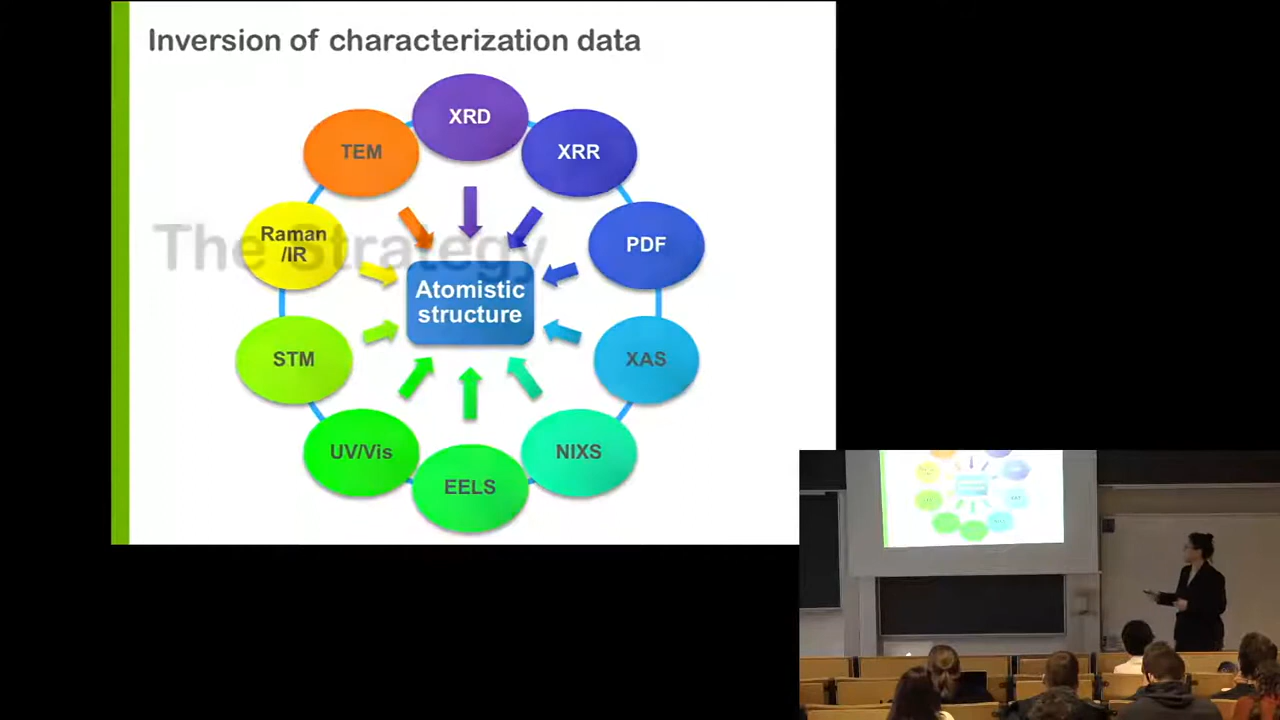 Inversion of characterization data
XRD
TEM
XRR
Raman
/IR
PDF
The Strategy
Atomistic
structure
STM
XAS
UV/Vis
NIXS
EELS